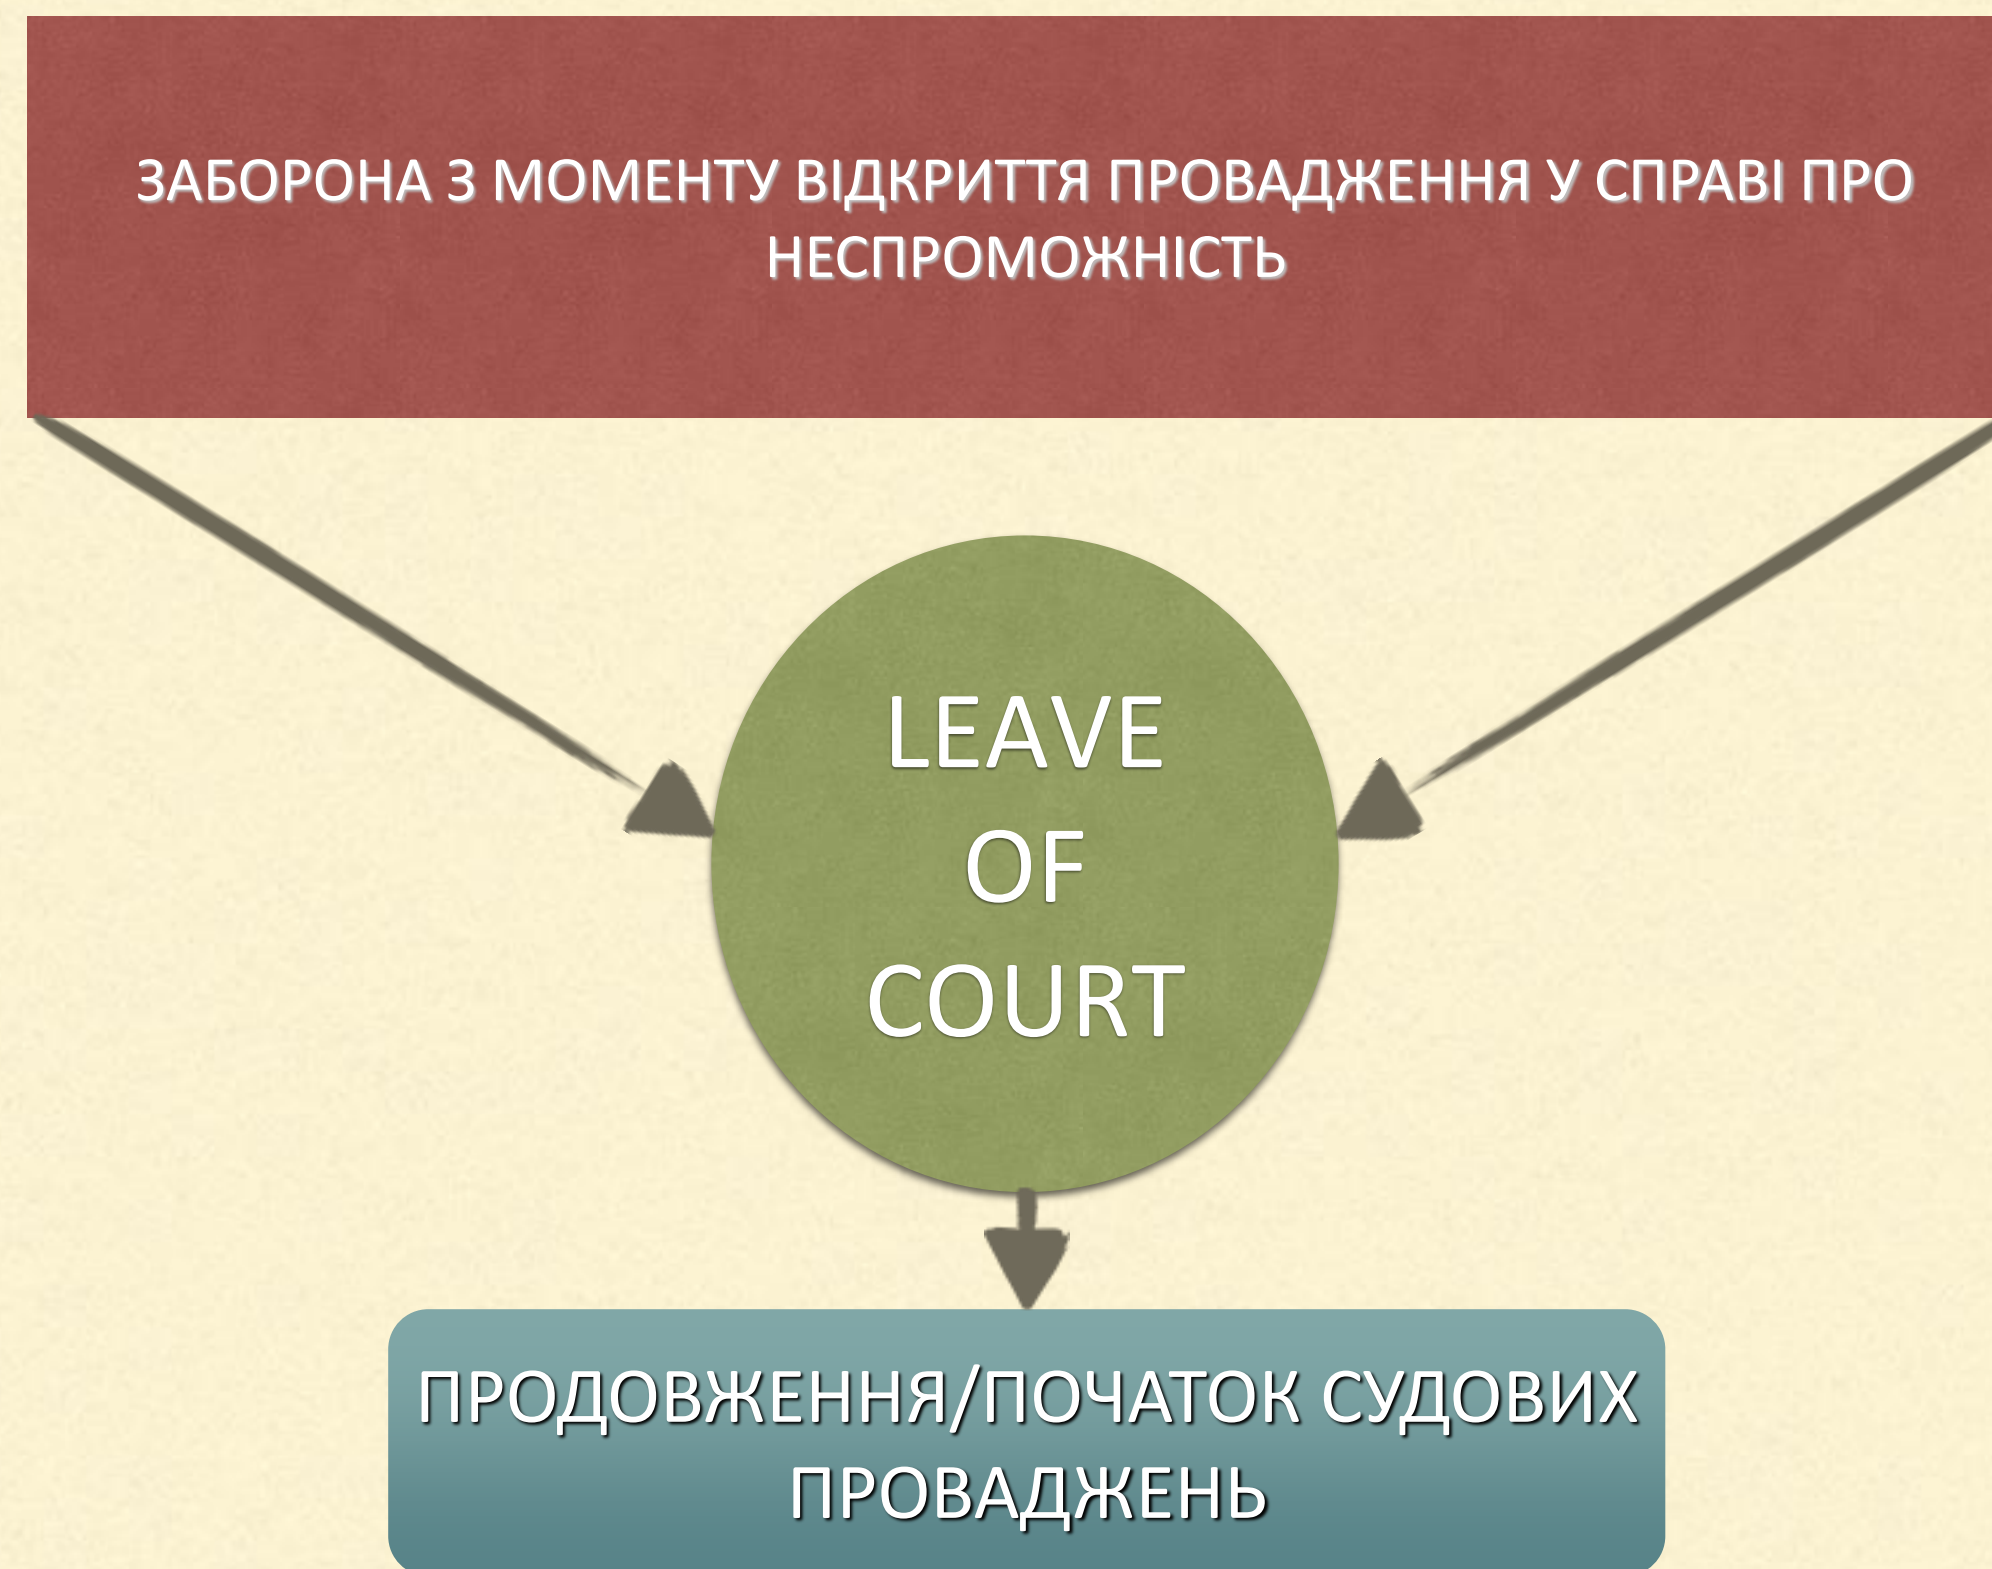 ЗАБОРОНА З МОМЕНТУ ВІДКРИТТЯ ПРОВАДЖЕННЯ У СПРАВІ ПРО
НЕСПРОМОЖНІСТЬ
LEAVE
OF
COURT
ПРОДОВЖЕННЯ/ПОЧАТОК СУДОВИХ
ПРОВАДЖЕНЬ